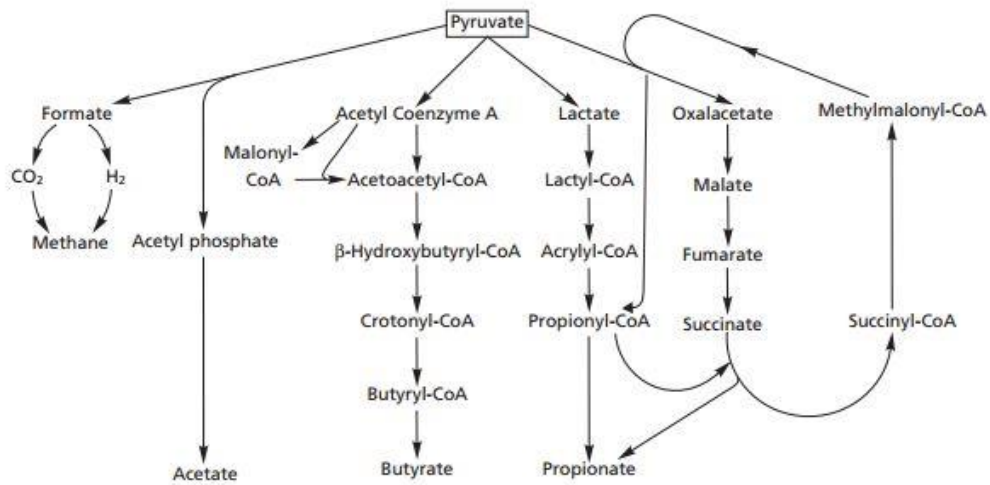 Pyruvate
Formate
Acetyl Coenzyme A
Lactate
Oxalacetate
Methylmalonyl-CoA
Malonyl-
CoA
CO₂
H₂
Acetoacetyl-CoA
Lactyl-CoA
Malate
Methane
Acetyl phosphate
β-Hydroxybutyryl-CoA
Acrylyl-CoA
Fumarate
Crotonyl-CoA
Propionyl-CoA
Succinate
Succinyl-CoA
Butyryl-CoA
Acetate
Butyrate
Propionate